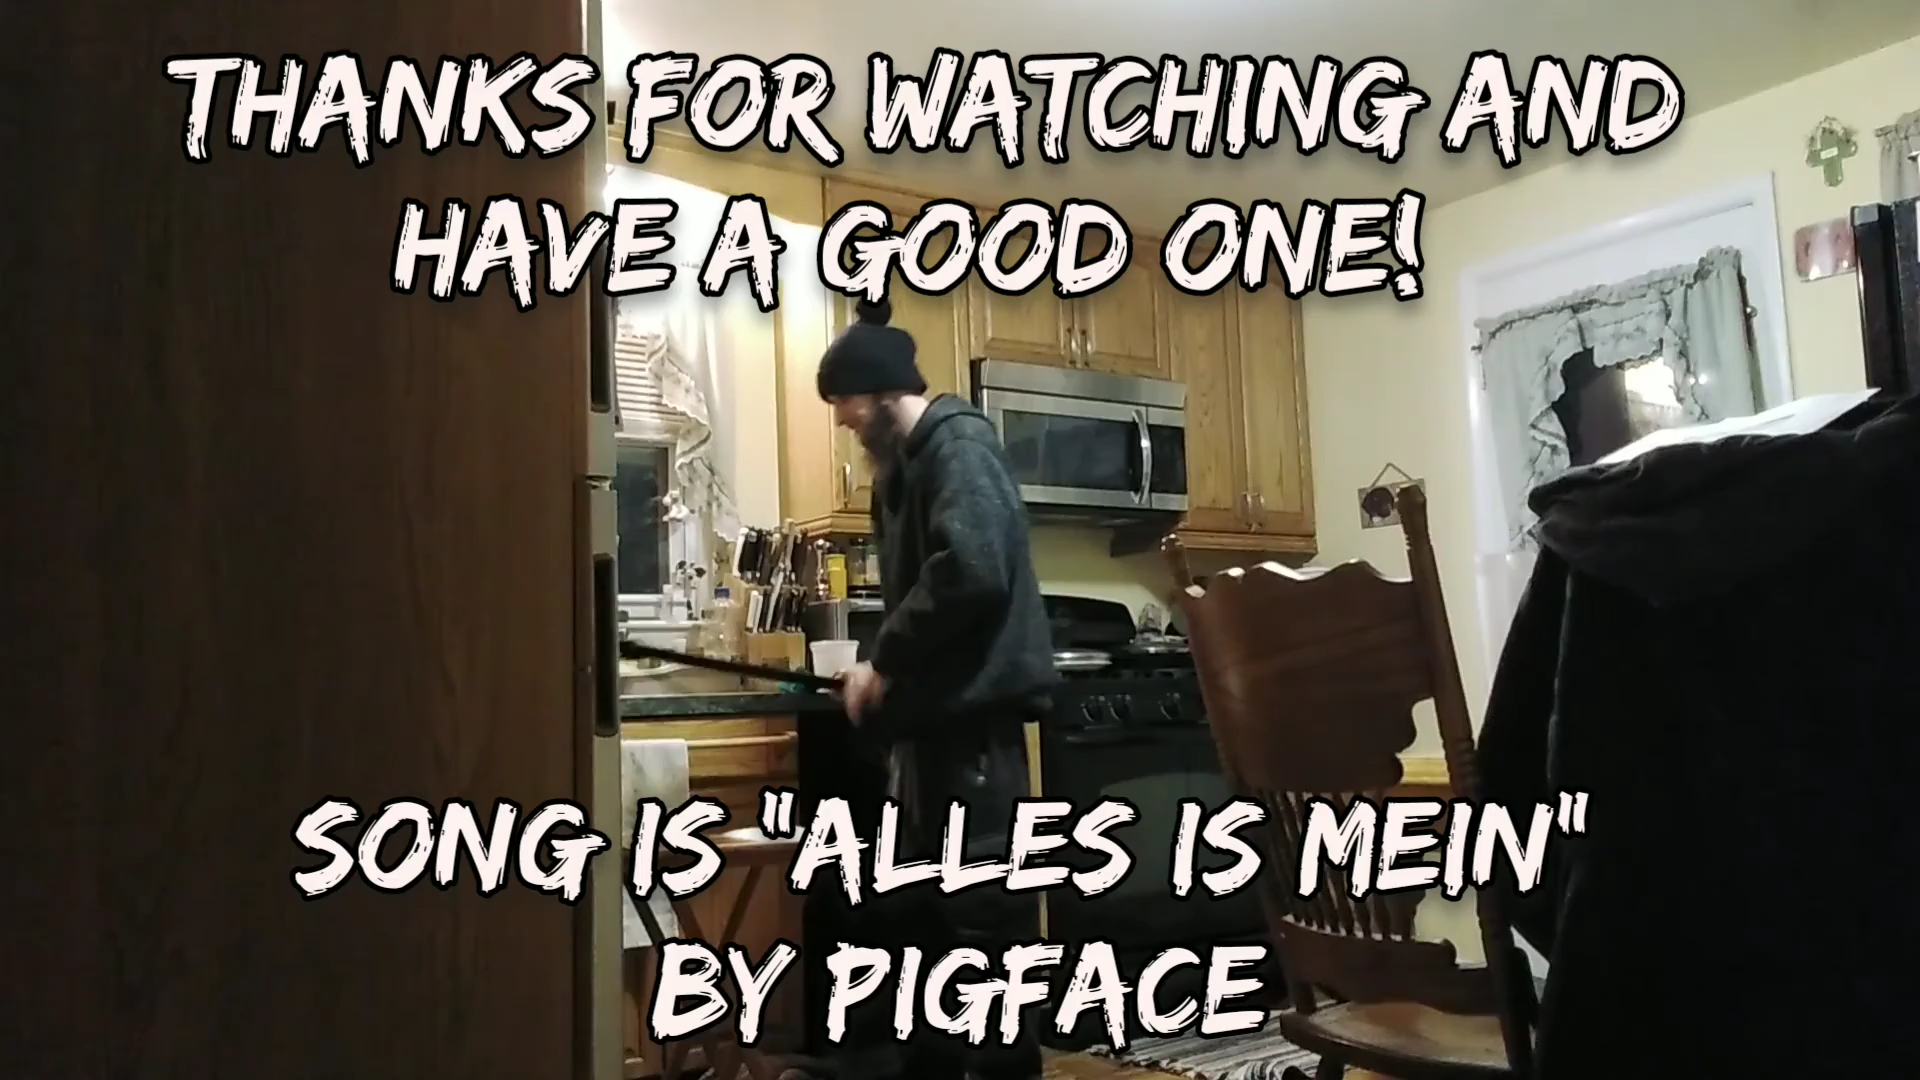 THANKS FOR WATCHING AND
HAVE A GOOD ONE!
SONG IS "ALLES IS MEIN"
BY PIGFACE